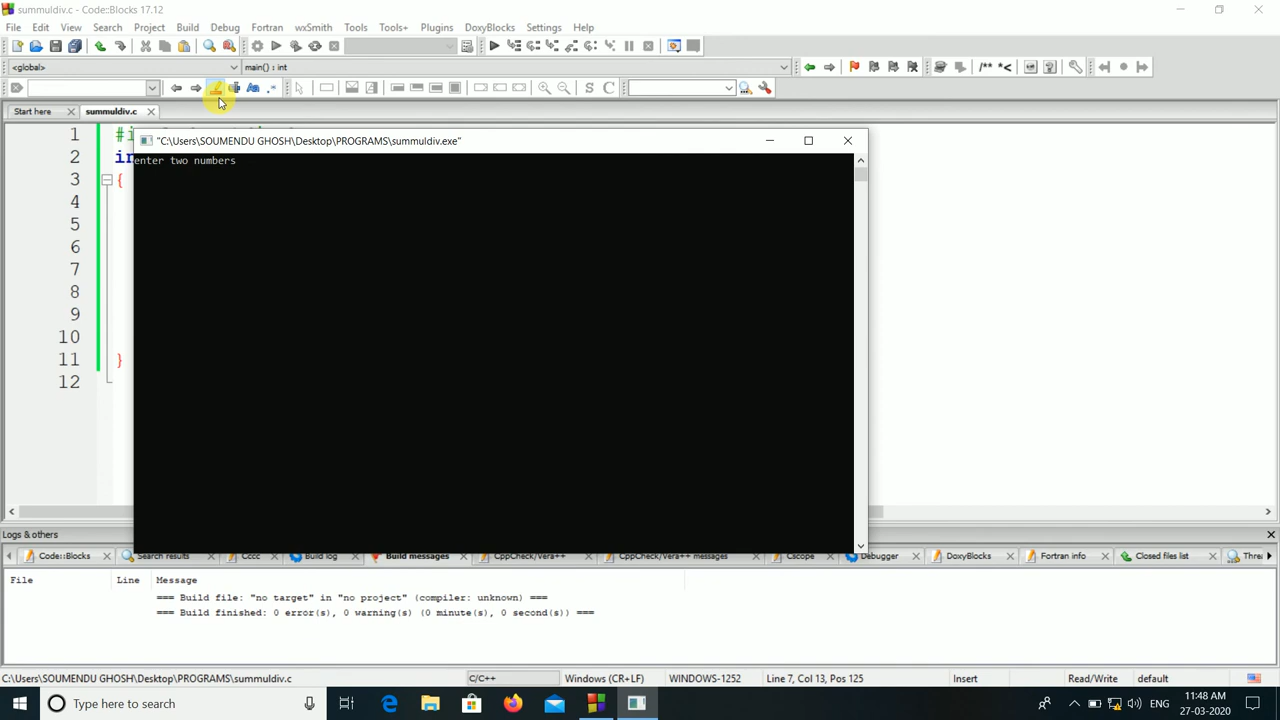 summuldiv.c - Code::Blocks 17.12
File Edit View Search Project Build Debug Fortran wxSmith Tools Tools+ Plugins DoxyBlocks Settings Help
<global> main() : int
/** *<
Aa .* S C
Start here summuldiv.c
1 #i
2 in
3 {
4
5
6
7
8
9
10
11 }
12
"C:\Users\SOUMENDU GHOSH\Desktop\PROGRAMS\summuldiv.exe"
enter two numbers
Logs & others
Code::Blocks Search results Cccc Build log Build messages CppCheck/Vera++ CppCheck/Vera++ messages Cscope Debugger DoxyBlocks Fortran info Closed files list Threa
File Line Message
=== Build file: "no target" in "no project" (compiler: unknown) ===
=== Build finished: 0 error(s), 0 warning(s) (0 minute(s), 0 second(s)) ===
C:\Users\SOUMENDU GHOSH\Desktop\PROGRAMS\summuldiv.c C/C++ Windows (CR+LF) WINDOWS-1252 Line 7, Col 13, Pos 125 Insert Read/Write default
Type here to search
ENG
11:48 AM
27-03-2020